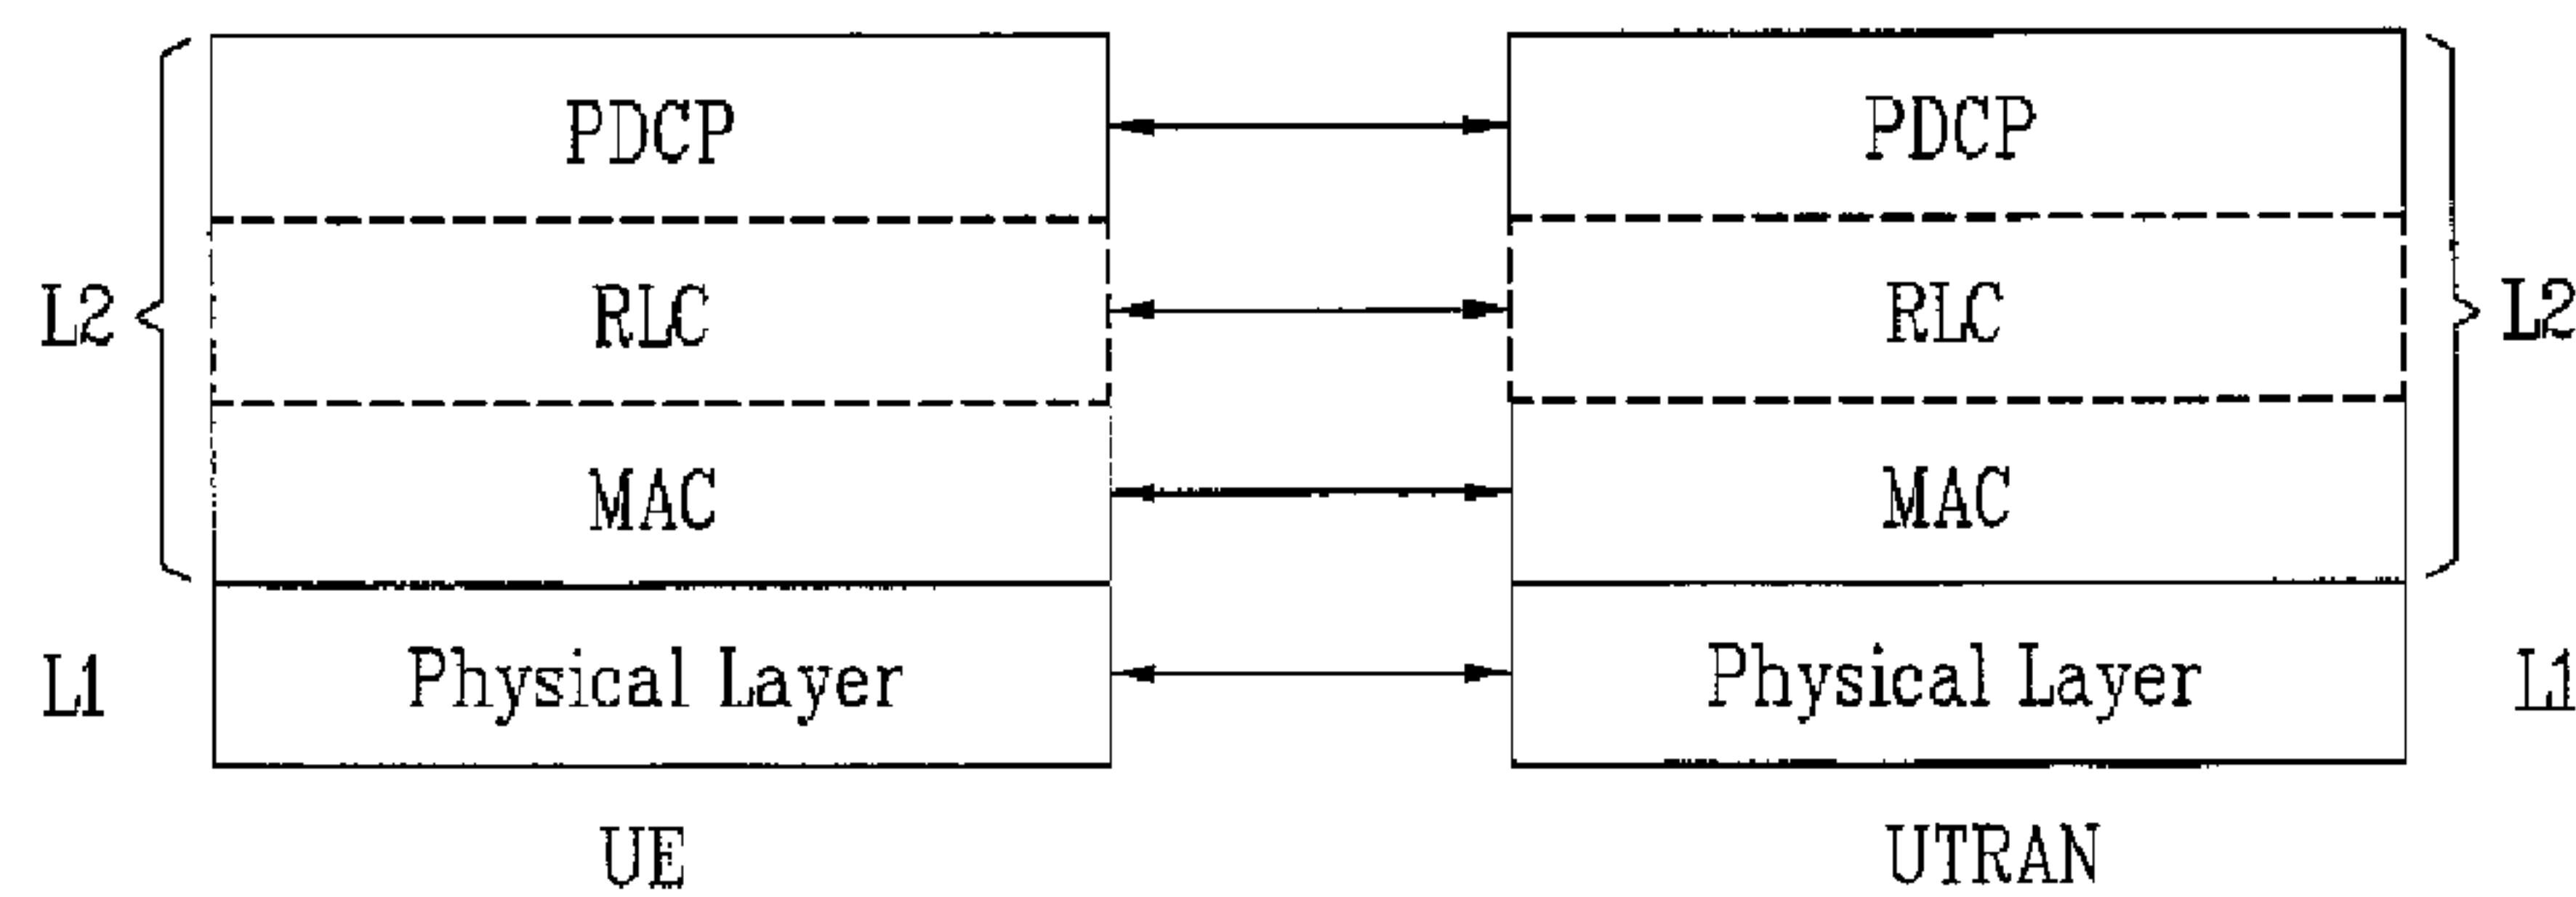 PDCP PDCP
L2 RLC RLC L2
MAC MAC
L1 Physical Layer Physical Layer L1
UE UTRAN